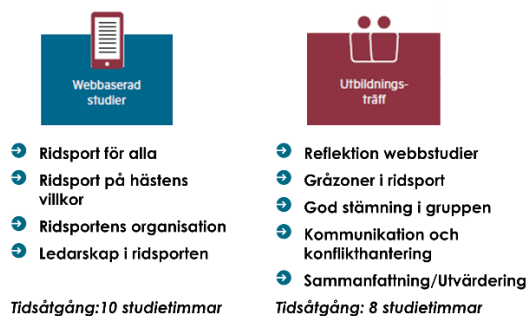 Webbaserad
studier
Ridsport för alla
Ridsport på hästens
villkor
Ridsportens organisation
Ledarskap i ridsporten
Tidsåtgång:10 studietimmar
Utbildnings-
träff
Reflektion webbstudier
Gråzoner i ridsport
God stämning i gruppen
Kommunikation och
konflikthantering
Sammanfattning/Utvärdering
Tidsåtgång: 8 studietimmar